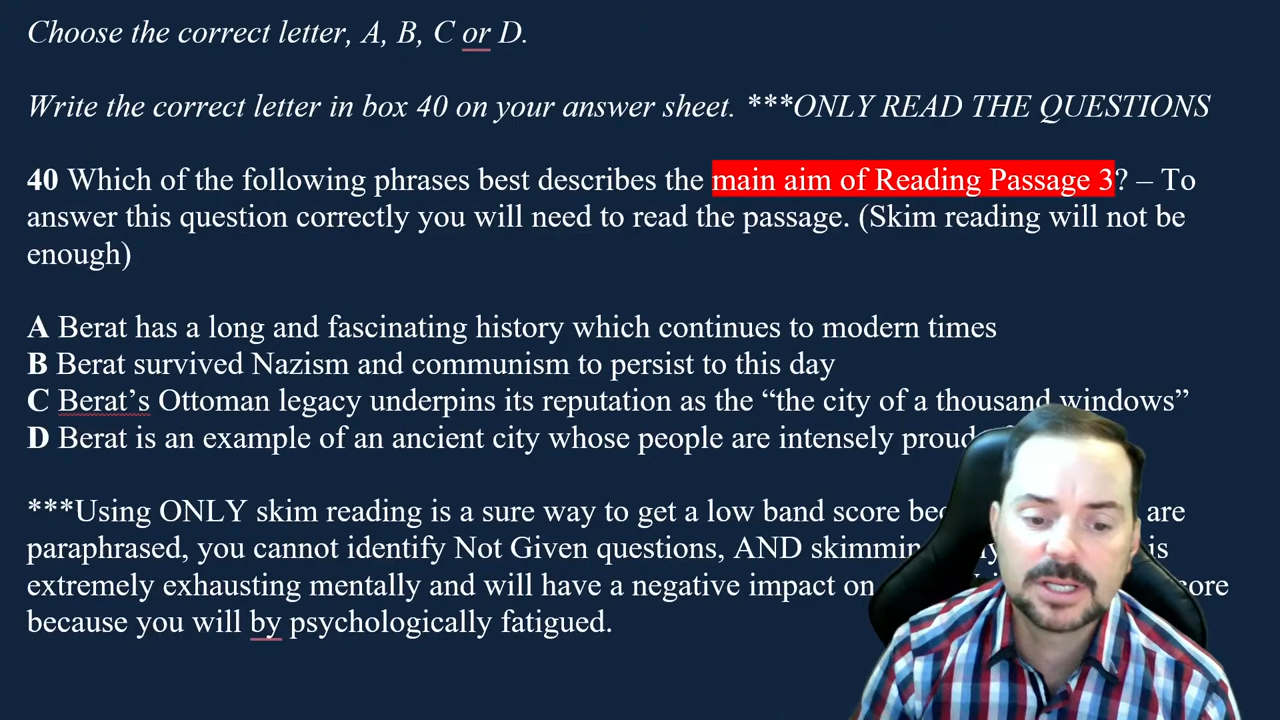 Choose the correct letter, A, B, C or D.
Write the correct letter in box 40 on your answer sheet. ***ONLY READ THE QUESTIONS
40 Which of the following phrases best describes the main aim of Reading Passage 3? – To
answer this question correctly you will need to read the passage. (Skim reading will not be
enough)
A Berat has a long and fascinating history which continues to modern times
B Berat survived Nazism and communism to persist to this day
C Berat’s Ottoman legacy underpins its reputation as the “the city of a thousand windows”
D Berat is an example of an ancient city whose people are intensely proud
***Using ONLY skim reading is a sure way to get a low band score are
paraphrased, you cannot identify Not Given questions, AND is
extremely exhausting mentally and will have a negative impact on
because you will by psychologically fatigued.